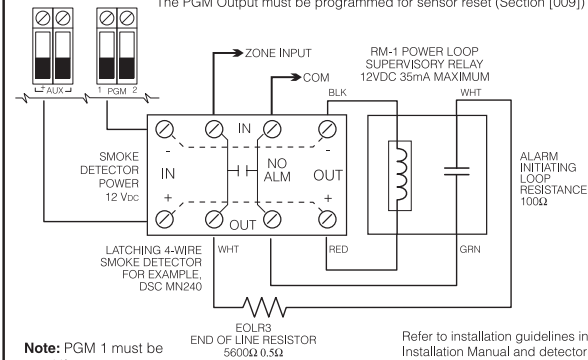 The PGM Output must be programmed for sensor reset (Section [009])
+ AUX -
1 PGM 2
ZONE INPUT
COM
RM-1 POWER LOOP
SUPERVISORY RELAY
12VDC 35mA MAXIMUM
BLK
WHT
SMOKE
DETECTOR
POWER
12 VDC
IN
-
IN
+
NO
ALM
-
OUT
+
OUT
ALARM
INITIATING
LOOP
RESISTANCE
100Ω
LATCHING 4-WIRE
SMOKE DETECTOR
FOR EXAMPLE,
DSC MN240
WHT
RED
GRN
EOLR3
END OF LINE RESISTOR
5600Ω 0.5Ω
Note: PGM 1 must be
Refer to installation guidelines in
Installation Manual and detector